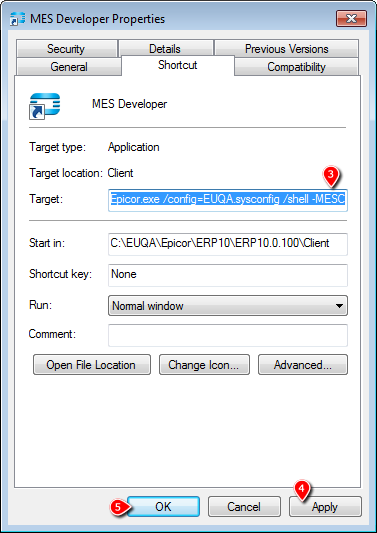 MES Developer Properties
Security Details Previous Versions
General Shortcut Compatibility
MES Developer
Target type: Application
Target location: Client
3
Target: Epicor.exe /config=EUQA.sysconfig /shell -MESC
Start in: C:\EUQA\Epicor\ERP10\ERP10.0.100\Client
Shortcut key: None
Run: Normal window
Comment:
Open File Location Change Icon... Advanced...
4
5 OK Cancel Apply